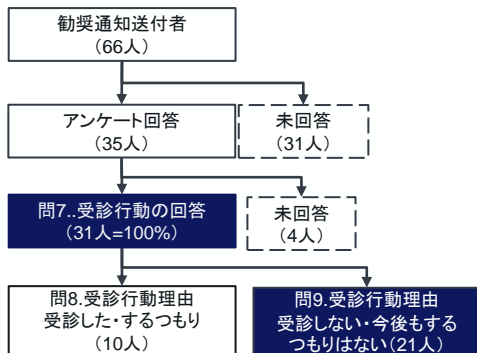 勧奨通知送付者
（66人）
アンケート回答
（35人）
未回答
（31人）
問7..受診行動の回答
（31人=100%）
未回答
（4人）
問8.受診行動理由
受診した・するつもり
（10人）
問9.受診行動理由
受診しない・今後もする
つもりはない（21人）